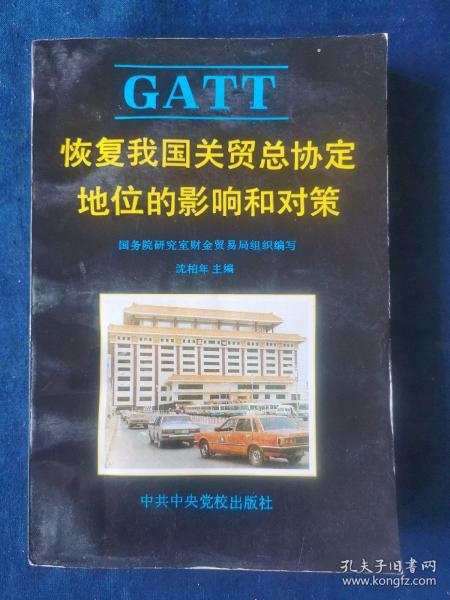 GATT
恢复我国关贸总协定
地位的影响和对策
国务院研究室财金贸易局组织编写
沈柏年 主编
中共中央党校出版社
孔夫子旧书网
www.kongfz.com